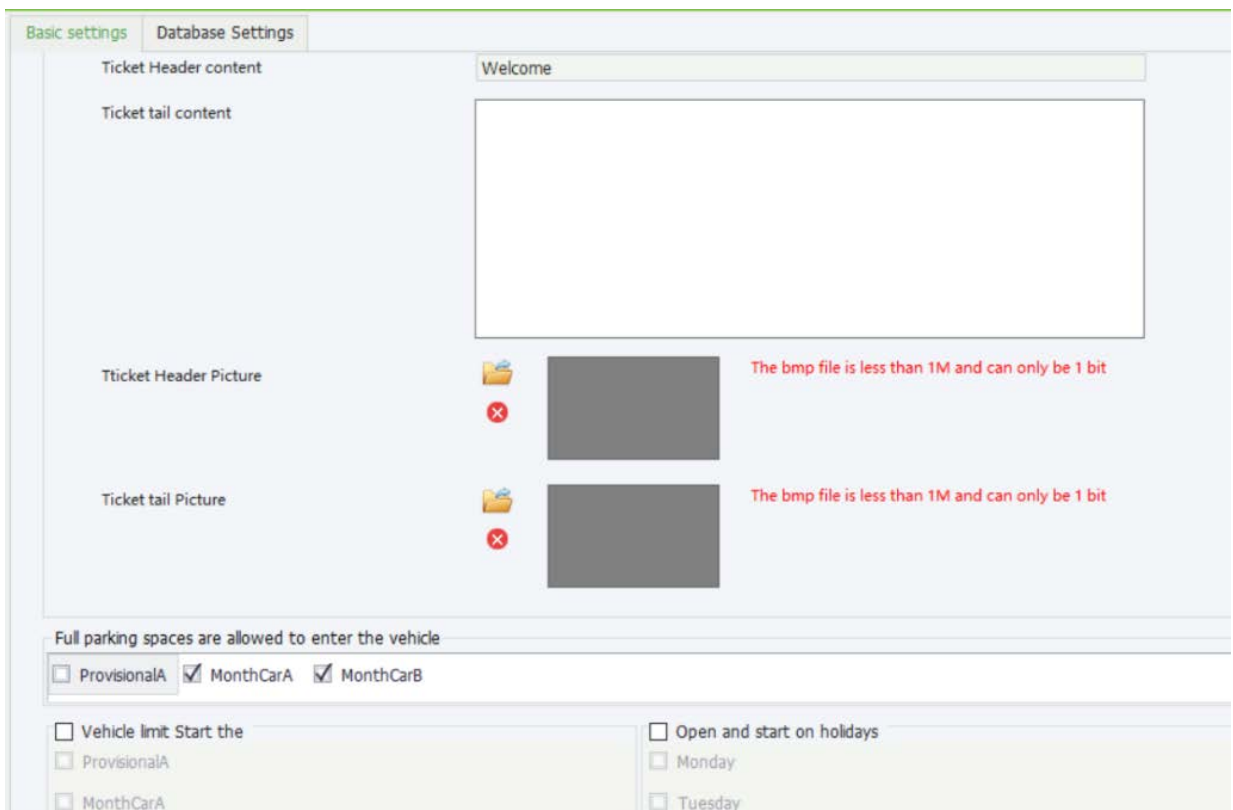 Basic settings Database Settings
Ticket Header content Welcome
Ticket tail content
Tticket Header Picture The bmp file is less than 1M and can only be 1 bit
Ticket tail Picture The bmp file is less than 1M and can only be 1 bit
Full parking spaces are allowed to enter the vehicle
ProvisionalA MonthCarA MonthCarB
Vehicle limit Start the Open and start on holidays
ProvisionalA Monday
MonthCarA Tuesday